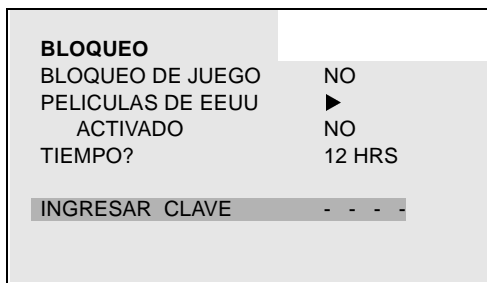 BLOQUEO
BLOQUEO DE JUEGO NO
PELICULAS DE EEUU ▶
ACTIVADO NO
TIEMPO? 12 HRS
INGRESAR CLAVE - - - -